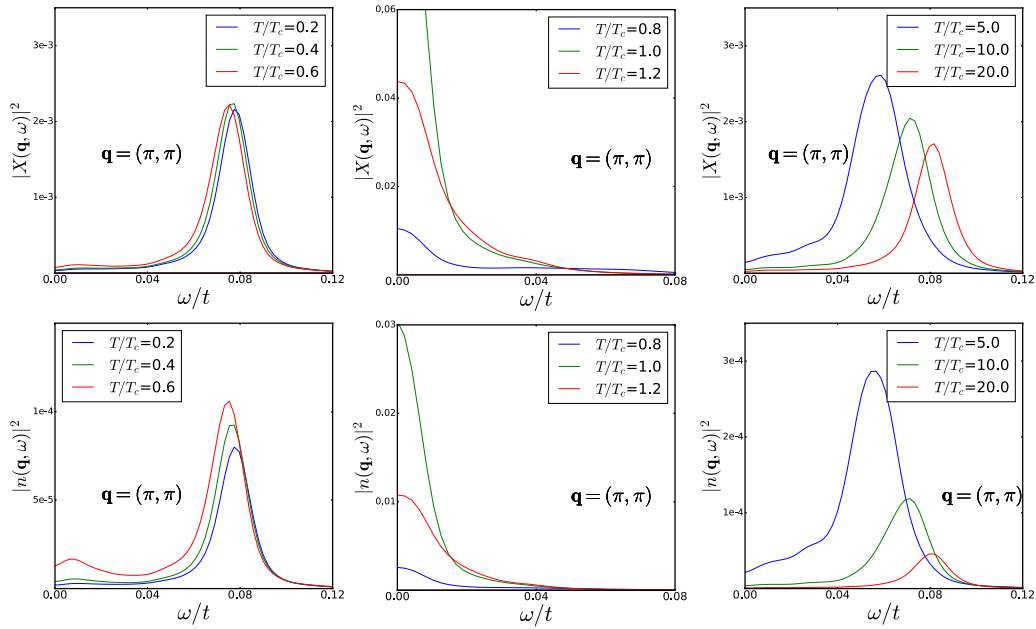 |X(q, ω)|²
3e-3
2e-3
1e-3
T/T_c=0.2
T/T_c=0.4
T/T_c=0.6
q = (π, π)
0.00 0.04 0.08 0.12
ω/t
|X(q, ω)|²
0.06
0.04
0.02
0.00
T/T_c=0.8
T/T_c=1.0
T/T_c=1.2
q = (π, π)
0.00 0.04 0.08
ω/t
|X(q, ω)|²
3e-3
2e-3
1e-3
T/T_c=5.0
T/T_c=10.0
T/T_c=20.0
q = (π, π)
0.00 0.04 0.08 0.12
ω/t
|n(q, ω)|²
1e-4
5e-5
T/T_c=0.2
T/T_c=0.4
T/T_c=0.6
q = (π, π)
0.00 0.04 0.08 0.12
ω/t
|n(q, ω)|²
0.03
0.02
0.01
0.00
T/T_c=0.8
T/T_c=1.0
T/T_c=1.2
q = (π, π)
0.00 0.04 0.08
ω/t
|n(q, ω)|²
3e-4
2e-4
1e-4
T/T_c=5.0
T/T_c=10.0
T/T_c=20.0
q = (π, π)
0.00 0.04 0.08 0.12
ω/t